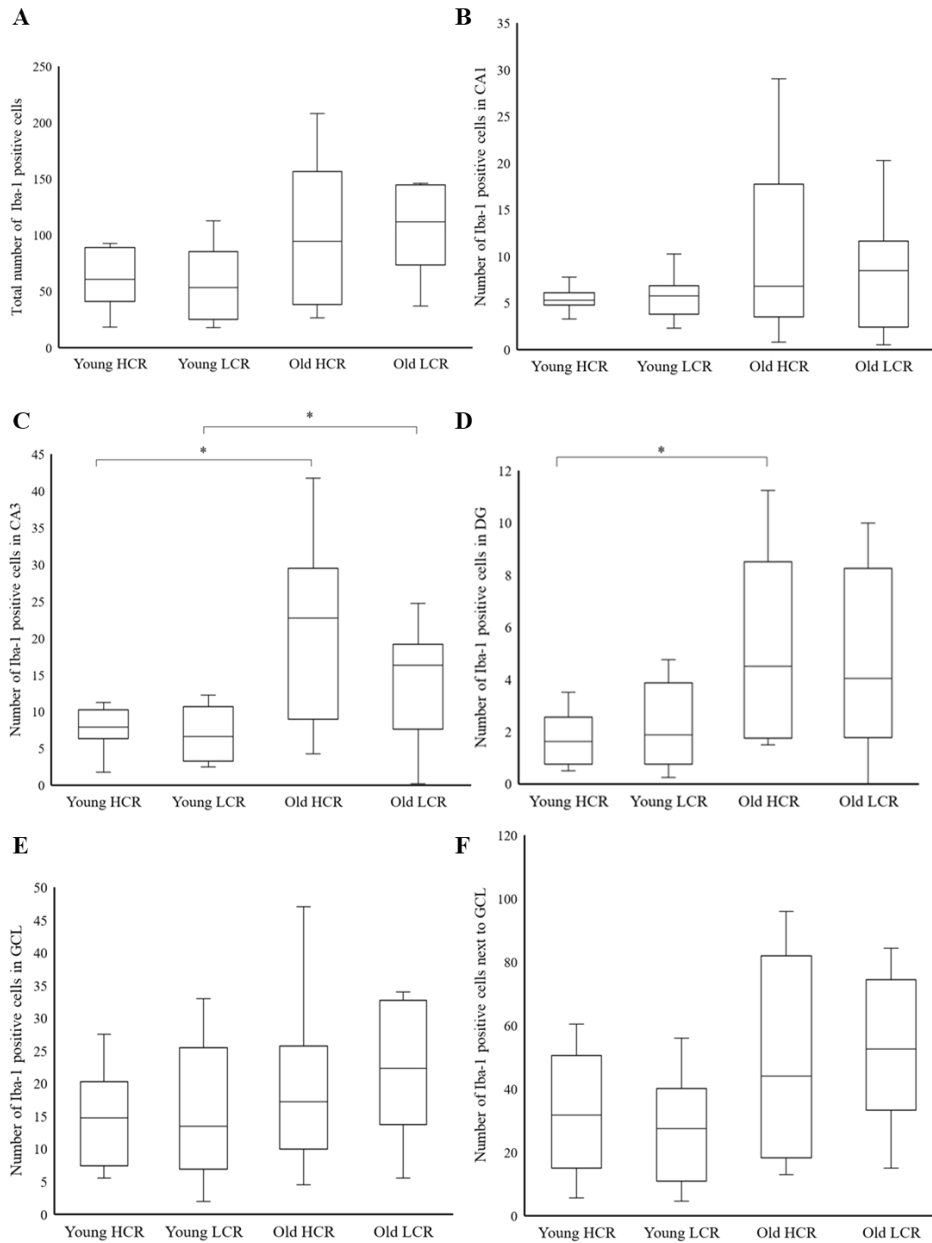 A
Total number of Iba-1 positive cells
250
200
150
100
50
0
Young HCR Young LCR Old HCR Old LCR
B
Number of Iba-1 positive cells in CA1
35
30
25
20
15
10
5
0
Young HCR Young LCR Old HCR Old LCR
C
Number of Iba-1 positive cells in CA3
*
*
45
40
35
30
25
20
15
10
5
0
Young HCR Young LCR Old HCR Old LCR
D
Number of Iba-1 positive cells in DG
*
12
10
8
6
4
2
0
Young HCR Young LCR Old HCR Old LCR
E
Number of Iba-1 positive cells in GCL
50
45
40
35
30
25
20
15
10
5
0
Young HCR Young LCR Old HCR Old LCR
F
Number of Iba-1 positive cells next to GCL
120
100
80
60
40
20
0
Young HCR Young LCR Old HCR Old LCR